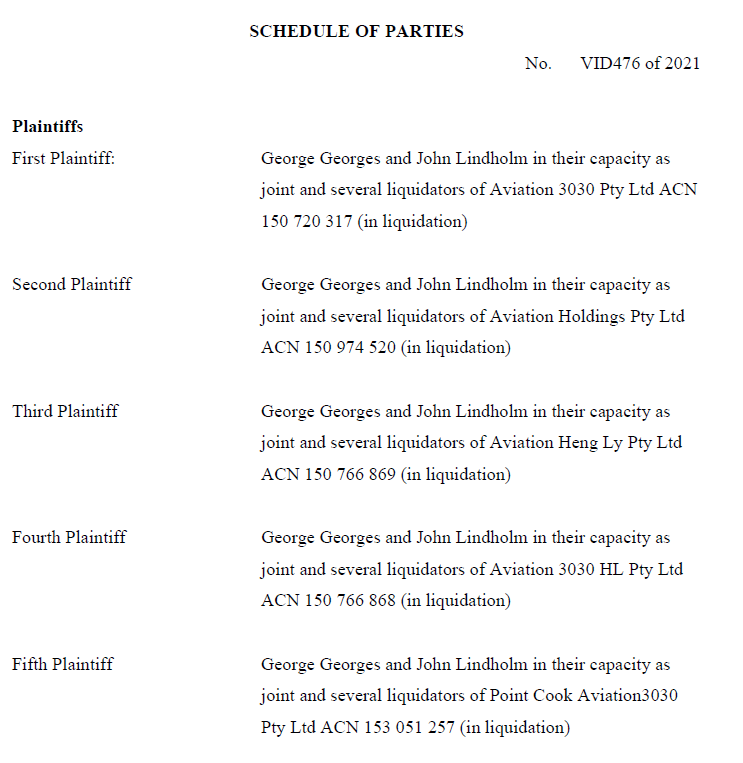 SCHEDULE OF PARTIES
No. VID476 of 2021
Plaintiffs
First Plaintiff: George Georges and John Lindholm in their capacity as
joint and several liquidators of Aviation 3030 Pty Ltd ACN
150 720 317 (in liquidation)
Second Plaintiff George Georges and John Lindholm in their capacity as
joint and several liquidators of Aviation Holdings Pty Ltd
ACN 150 974 520 (in liquidation)
Third Plaintiff George Georges and John Lindholm in their capacity as
joint and several liquidators of Aviation Heng Ly Pty Ltd
ACN 150 766 869 (in liquidation)
Fourth Plaintiff George Georges and John Lindholm in their capacity as
joint and several liquidators of Aviation 3030 HL Pty Ltd
ACN 150 766 868 (in liquidation)
Fifth Plaintiff George Georges and John Lindholm in their capacity as
joint and several liquidators of Point Cook Aviation3030
Pty Ltd ACN 153 051 257 (in liquidation)